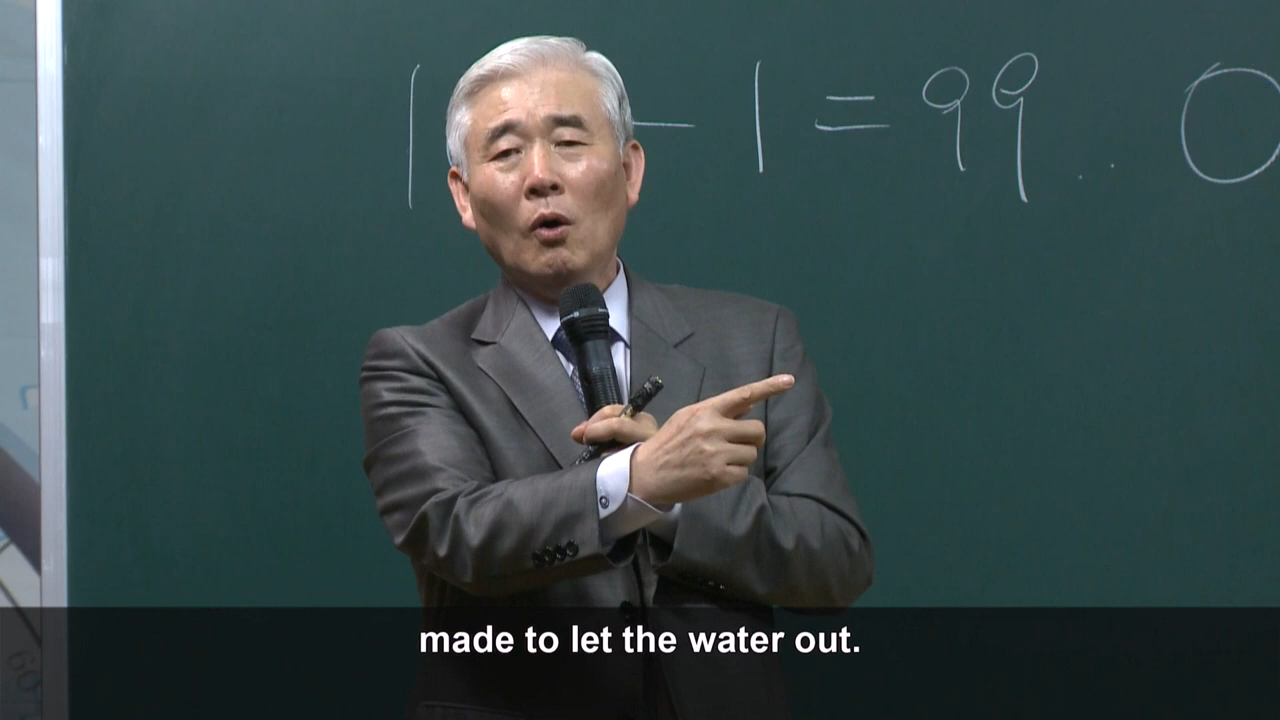 1 - 1 = 99 . 0
made to let the water out.